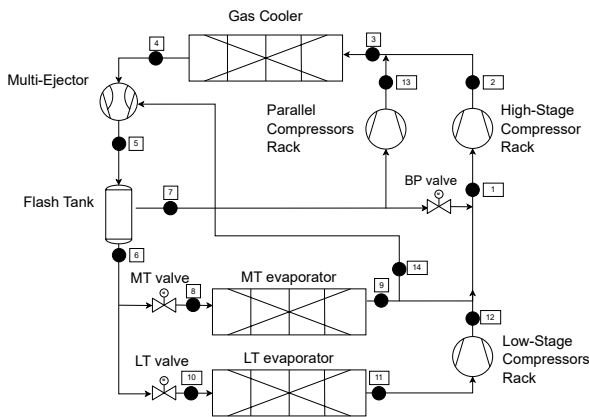 Gas Cooler
4
3
Multi-Ejector
13
2
Parallel
Compressors
Rack
High-Stage
Compressor
Rack
5
Flash Tank
7
BP valve
1
6
14
MT valve
MT evaporator
8
9
12
LT valve
LT evaporator
Low-Stage
Compressors
Rack
10
11